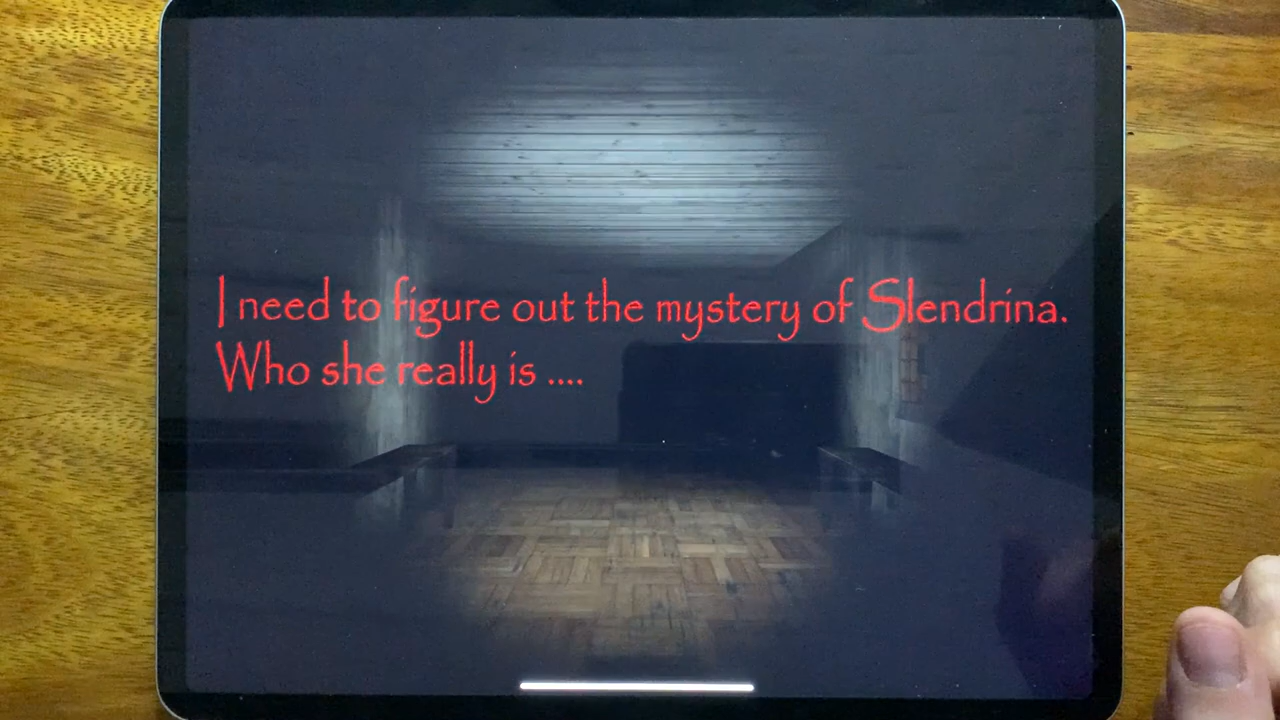 I need to figure out the mystery of Slendrina.
Who she really is ....